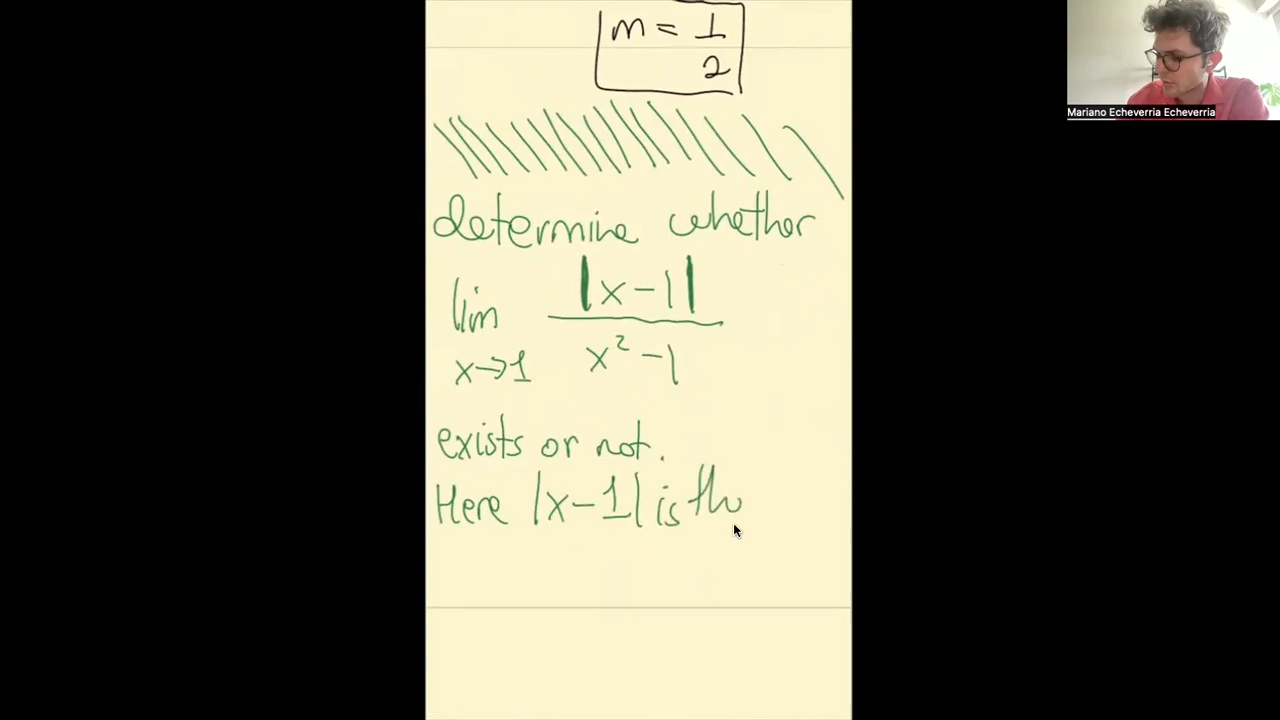 m = 1
2
Mariano Echeverria Echeverria
determine whether
lim |x-1|
x→1 x² -1
exists or not.
Here |x-1| is the